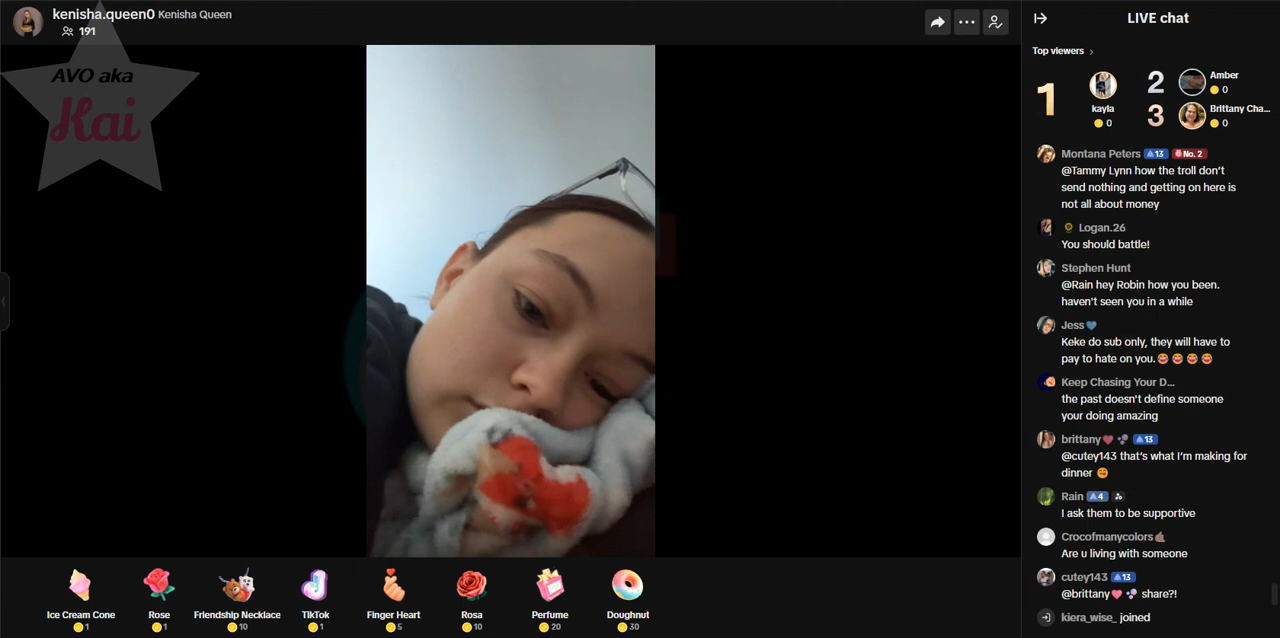 kenisha.queen0 Kenisha Queen
191
AVO aka
Kai
LIVE chat
Top viewers
1
kayla
0
2
Amber
0
3
Brittany Cha...
0
Montana Peters 13 No. 2
@Tammy Lynn how the troll don't
send nothing and getting on here is
not all about money
Logan.26
You should battle!
Stephen Hunt
@Rain hey Robin how you been.
haven't seen you in a while
Jess
Keke do sub only, they will have to
pay to hate on you.
Keep Chasing Your D...
the past doesn't define someone
your doing amazing
brittany 13
@cutey143 that's what I'm making for
dinner
Rain 4
I ask them to be supportive
Crocofmanycolors
Are u living with someone
cutey143 13
@brittany share?!
kiera_wise_ joined
Ice Cream Cone
1
Rose
1
Friendship Necklace
10
TikTok
1
Finger Heart
5
Rosa
10
Perfume
20
Doughnut
30